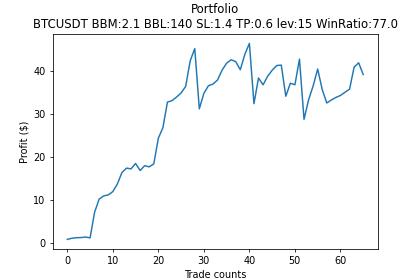 Portfolio
BTCUSDT BBM:2.1 BBL:140 SL:1.4 TP:0.6 lev:15 WinRatio:77.0
40
30
20
10
0
Profit ($)
0 10 20 30 40 50 60
Trade counts